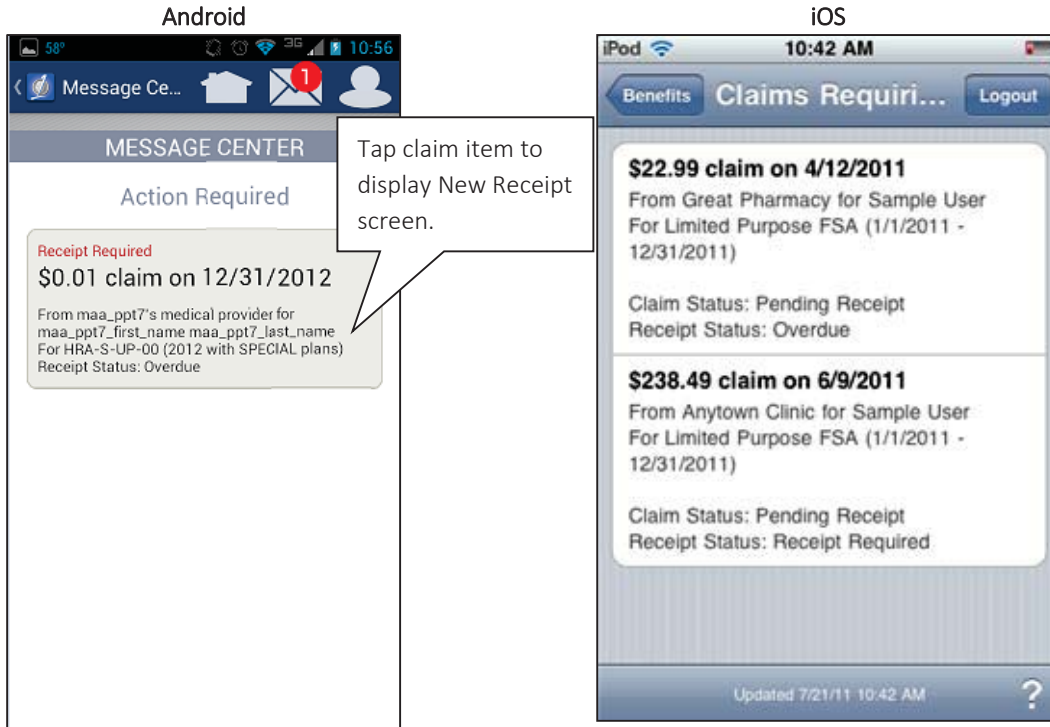 Android
58° 3G 10:56
Message Ce... 1
MESSAGE CENTER
Action Required
Receipt Required
$0.01 claim on 12/31/2012
From maa_ppt7's medical provider for
maa_ppt7_first_name maa_ppt7_last_name
For HRA-S-UP-00 (2012 with SPECIAL plans)
Receipt Status: Overdue
Tap claim item to
display New Receipt
screen.
iOS
iPod 10:42 AM
Benefits Claims Requiri... Logout
$22.99 claim on 4/12/2011
From Great Pharmacy for Sample User
For Limited Purpose FSA (1/1/2011 -
12/31/2011)
Claim Status: Pending Receipt
Receipt Status: Overdue
$238.49 claim on 6/9/2011
From Anytown Clinic for Sample User
For Limited Purpose FSA (1/1/2011 -
12/31/2011)
Claim Status: Pending Receipt
Receipt Status: Receipt Required
Updated 7/21/11 10:42 AM ?